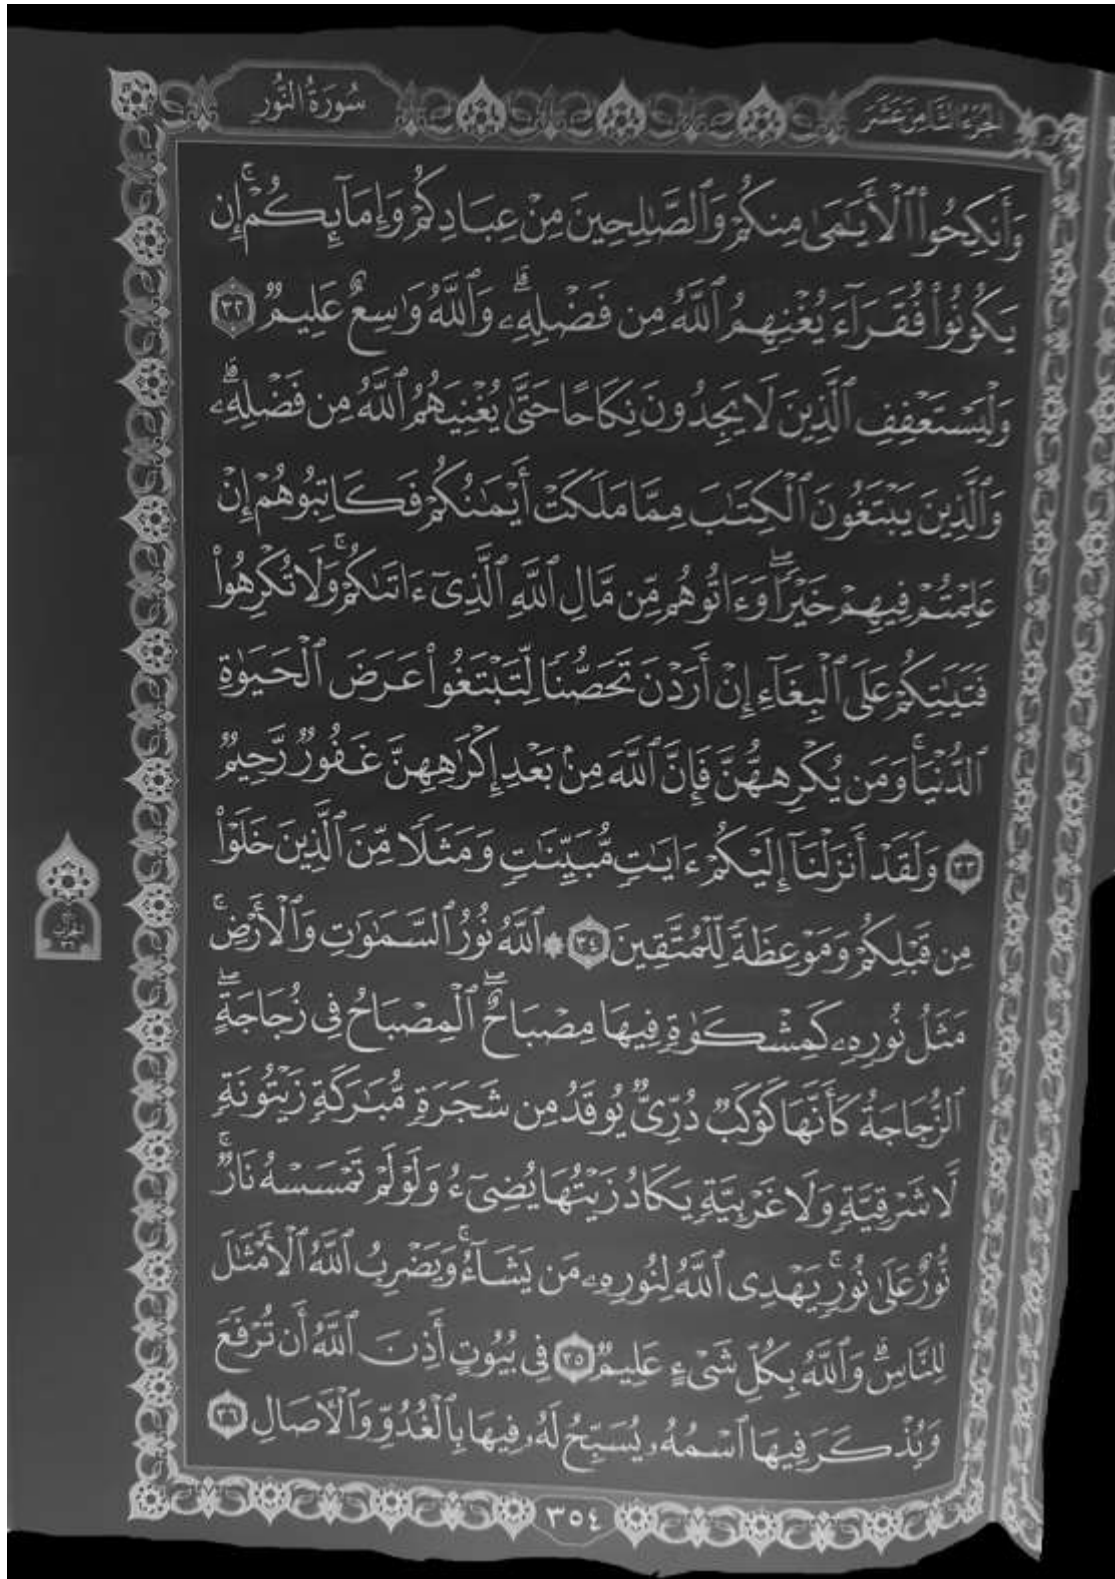 الجزء الثامن عشر
سورة النور
وَأَنكِحُوا۟ ٱلْأَيَـٰمَىٰ مِنكُمْ وَٱلصَّـٰلِحِينَ مِنْ عِبَادِكُمْ وَإِمَآئِكُمْ ۚ إِن
يَكُونُوا۟ فُقَرَآءَ يُغْنِهِمُ ٱللَّهُ مِن فَضْلِهِۦ ۗ وَٱللَّهُ وَٰسِعٌ عَلِيمٌ ٣٢
وَلْيَسْتَعْفِفِ ٱلَّذِينَ لَا يَجِدُونَ نِكَاحًا حَتَّىٰ يُغْنِيَهُمُ ٱللَّهُ مِن فَضْلِهِۦ ۗ
وَٱلَّذِينَ يَبْتَغُونَ ٱلْكِتَـٰبَ مِمَّا مَلَكَتْ أَيْمَـٰنُكُمْ فَكَاتِبُوهُمْ إِنْ
عَلِمْتُمْ فِيهِمْ خَيْرًا ۖ وَءَاتُوهُم مِّن مَّالِ ٱللَّهِ ٱلَّذِىٓ ءَاتَىٰكُمْ ۚ وَلَا تُكْرِهُوا۟
فَتَيَـٰتِكُمْ عَلَى ٱلْبِغَآءِ إِنْ أَرَدْنَ تَحَصُّنًا لِّتَبْتَغُوا۟ عَرَضَ ٱلْحَيَوٰةِ
ٱلدُّنْيَا ۚ وَمَن يُكْرِههُّنَّ فَإِنَّ ٱللَّهَ مِنۢ بَعْدِ إِكْرَٰهِهِنَّ غَفُورٌ رَّحِيمٌ
٣٣ وَلَقَدْ أَنزَلْنَآ إِلَيْكُمْ ءَايَـٰتٍ مُّبَيِّنَـٰتٍ وَمَثَلًا مِّنَ ٱلَّذِينَ خَلَوْا۟
مِن قَبْلِكُمْ وَمَوْعِظَةً لِّلْمُتَّقِينَ ٣٤ ۞ ٱللَّهُ نُورُ ٱلسَّمَـٰوَٰتِ وَٱلْأَرْضِ ۚ
مَثَلُ نُورِهِۦ كَمِشْكَوٰةٍ فِيهَا مِصْبَاحٌ ۖ ٱلْمِصْبَاحُ فِى زُجَاجَةٍ ۖ
ٱلزُّجَاجَةُ كَأَنَّهَا كَوْكَبٌ دُرِّىٌّ يُوقَدُ مِن شَجَرَةٍ مُّبَـٰرَكَةٍ زَيْتُونَةٍ
لَّا شَرْقِيَّةٍ وَلَا غَرْبِيَّةٍ يَكَادُ زَيْتُهَا يُضِىٓءُ وَلَوْ لَمْ تَمْسَسْهُ نَارٌ ۚ
نُّورٌ عَلَىٰ نُورٍ ۗ يَهْدِى ٱللَّهُ لِنُورِهِۦ مَن يَشَآءُ ۚ وَيَضْرِبُ ٱللَّهُ ٱلْأَمْثَـٰلَ
لِلنَّاسِ ۗ وَٱللَّهُ بِكُلِّ شَىْءٍ عَلِيمٌ ٣٥ فِى بُيُوتٍ أَذِنَ ٱللَّهُ أَن تُرْفَعَ
وَيُذْكَرَ فِيهَا ٱسْمُهُۥ يُسَبِّحُ لَهُۥ فِيهَا بِٱلْغُدُوِّ وَٱلْـَٔاصَالِ ٣٦
٣٥٤